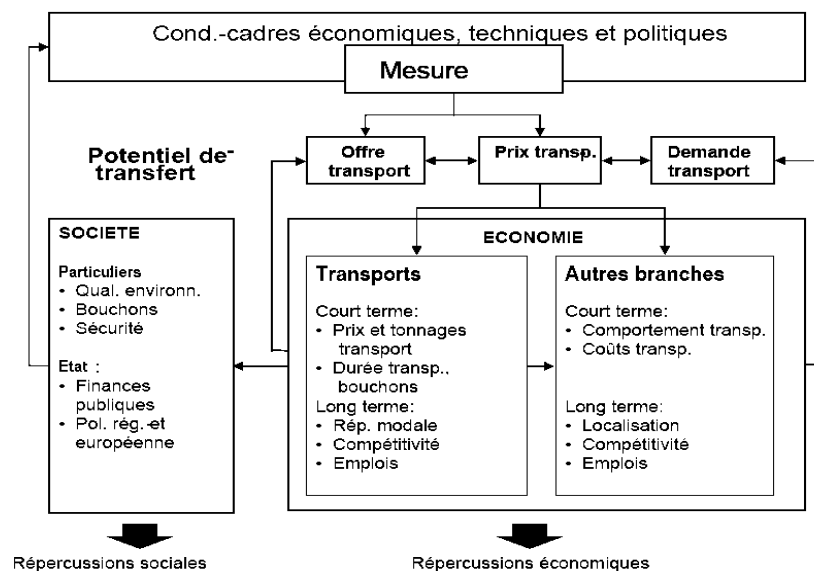 Cond.-cadres économiques, techniques et politiques
Mesure
Potentiel de-
transfert
Offre
transport
Prix transp.
Demande
transport
SOCIETE
Particuliers
• Qual. environn.
• Bouchons
• Sécurité
Etat :
• Finances
publiques
• Pol. rég.-et
européenne
ECONOMIE
Transports
Court terme:
• Prix et tonnages
transport
• Durée transp.,
bouchons
Long terme:
• Rép. modale
• Compétitivité
• Emplois
Autres branches
Court terme:
• Comportement transp.
• Coûts transp.
Long terme:
• Localisation
• Compétitivité
• Emplois
Répercussions sociales
Répercussions économiques